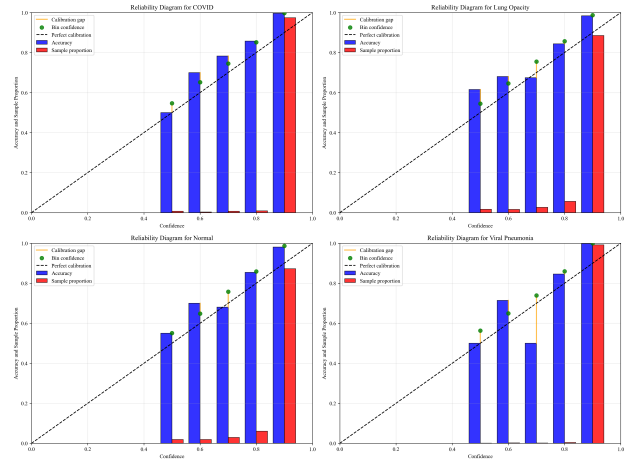 Reliability Diagram for COVID
Calibration gap
Bin confidence
Perfect calibration
Accuracy
Sample proportion
Accuracy and Sample Proportion
1.0
0.8
0.6
0.4
0.2
0.0
0.0 0.2 0.4 0.6 0.8 1.0
Confidence
Reliability Diagram for Lung Opacity
Calibration gap
Bin confidence
Perfect calibration
Accuracy
Sample proportion
Accuracy and Sample Proportion
1.0
0.8
0.6
0.4
0.2
0.0
0.0 0.2 0.4 0.6 0.8 1.0
Confidence
Reliability Diagram for Normal
Calibration gap
Bin confidence
Perfect calibration
Accuracy
Sample proportion
Accuracy and Sample Proportion
1.0
0.8
0.6
0.4
0.2
0.0
0.0 0.2 0.4 0.6 0.8 1.0
Confidence
Reliability Diagram for Viral Pneumonia
Calibration gap
Bin confidence
Perfect calibration
Accuracy
Sample proportion
Accuracy and Sample Proportion
1.0
0.8
0.6
0.4
0.2
0.0
0.0 0.2 0.4 0.6 0.8 1.0
Confidence